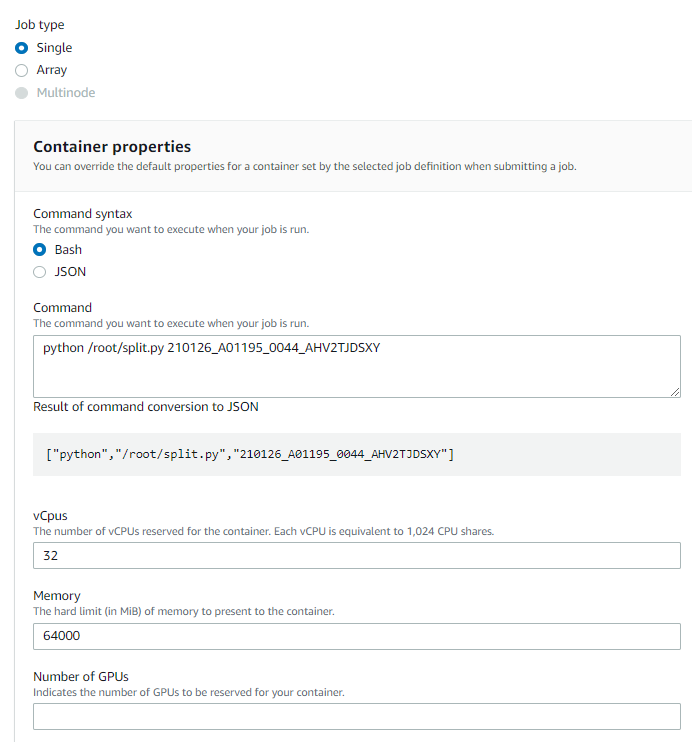 Job type
Single
Array
Multinode
Container properties
You can override the default properties for a container set by the selected job definition when submitting a job.
Command syntax
The command you want to execute when your job is run.
Bash
JSON
Command
The command you want to execute when your job is run.
python /root/split.py 210126_A01195_0044_AHV2TJDSXY
Result of command conversion to JSON
["python","/root/split.py","210126_A01195_0044_AHV2TJDSXY"]
vCpus
The number of vCPUs reserved for the container. Each vCPU is equivalent to 1,024 CPU shares.
32
Memory
The hard limit (in MiB) of memory to present to the container.
64000
Number of GPUs
Indicates the number of GPUs to be reserved for your container.